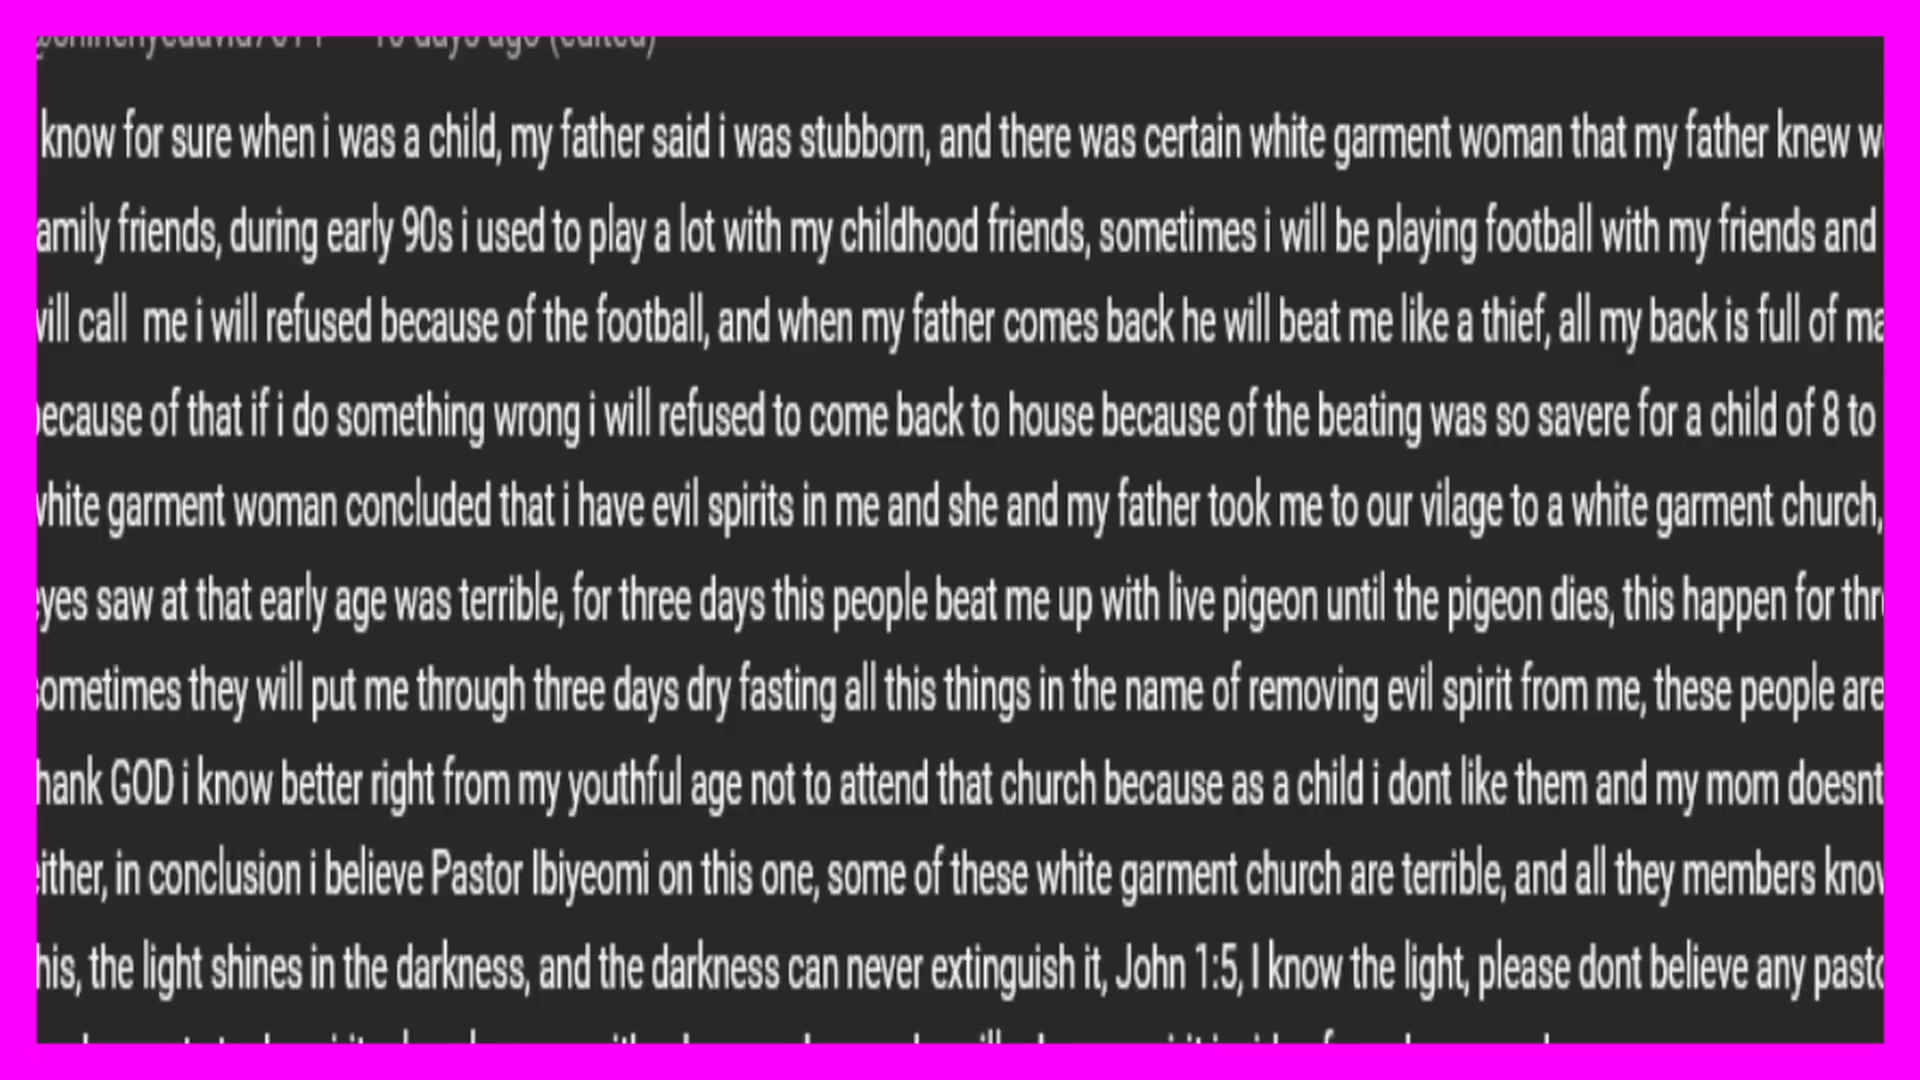 days ago (edited)
know for sure when i was a child, my father said i was stubborn, and there was certain white garment woman that my father knew
friends, during early 90s i used to play a lot with my childhood friends, sometimes i will be playing football with my friends and
call me i will refused because of the football, and when my father comes back he will beat me like a thief, all my back is full of
of that if i do something wrong i will refused to come back to house because of the beating was so savere for a child of 8 to
garment woman concluded that i have evil spirits in me and she and my father took me to our vilage to a white garment church,
saw at that early age was terrible, for three days this people beat me up with live pigeon until the pigeon dies, this happen for
they will put me through three days dry fasting all this things in the name of removing evil spirit from me, these people are
GOD i know better right from my youthful age not to attend that church because as a child i dont like them and my mom doesnt
in conclusion i believe Pastor Ibiyeomi on this one, some of these white garment church are terrible, and all they members
the light shines in the darkness, and the darkness can never extinguish it, John 1:5, I know the light, please dont believe any